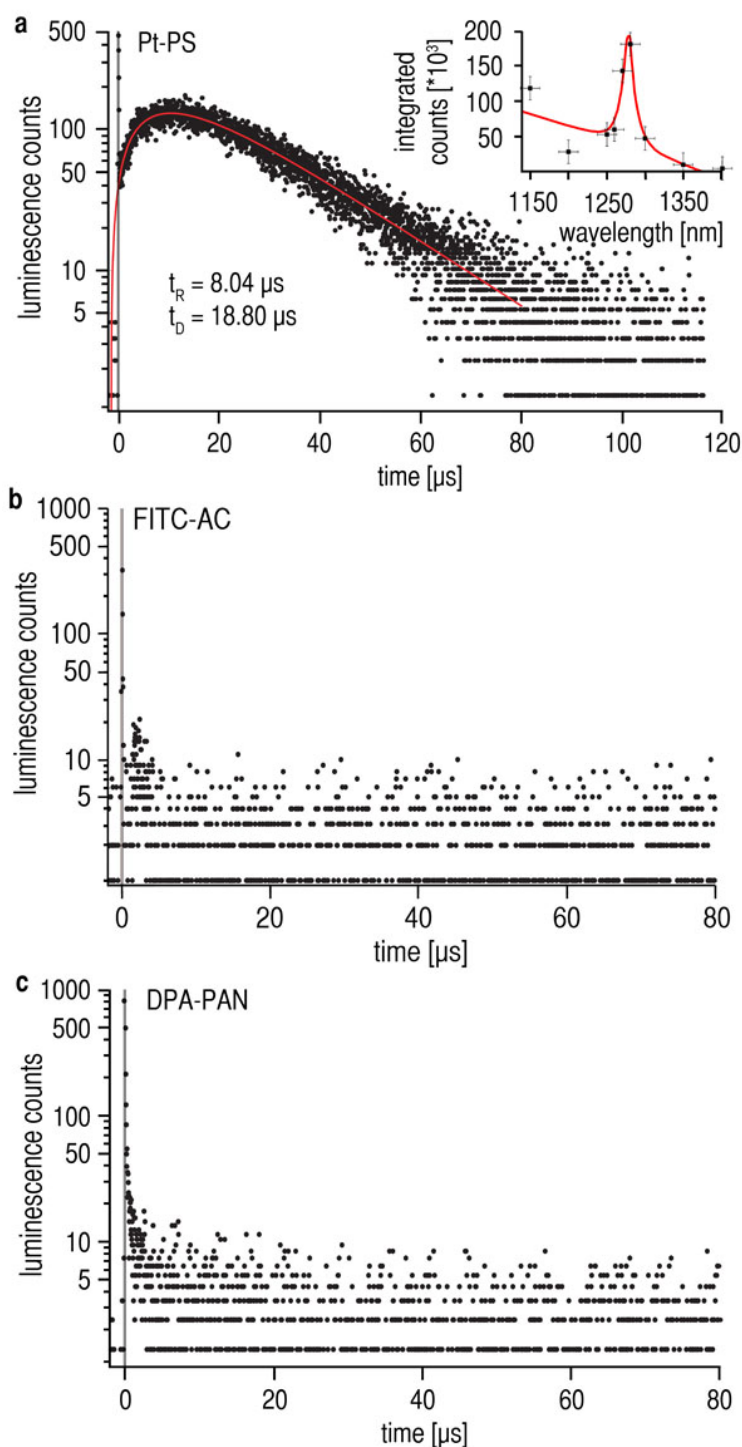 a
Pt-PS
luminescence counts
500
100
50
10
5
t_R = 8.04 µs
t_D = 18.80 µs
0 20 40 60 80 100 120
time [µs]
integrated
counts [*10³]
200
150
100
50
1150 1250 1350
wavelength [nm]
b
FITC-AC
luminescence counts
1000
500
100
50
10
5
0 20 40 60 80
time [µs]
c
DPA-PAN
luminescence counts
1000
500
100
50
10
5
0 20 40 60 80
time [µs]